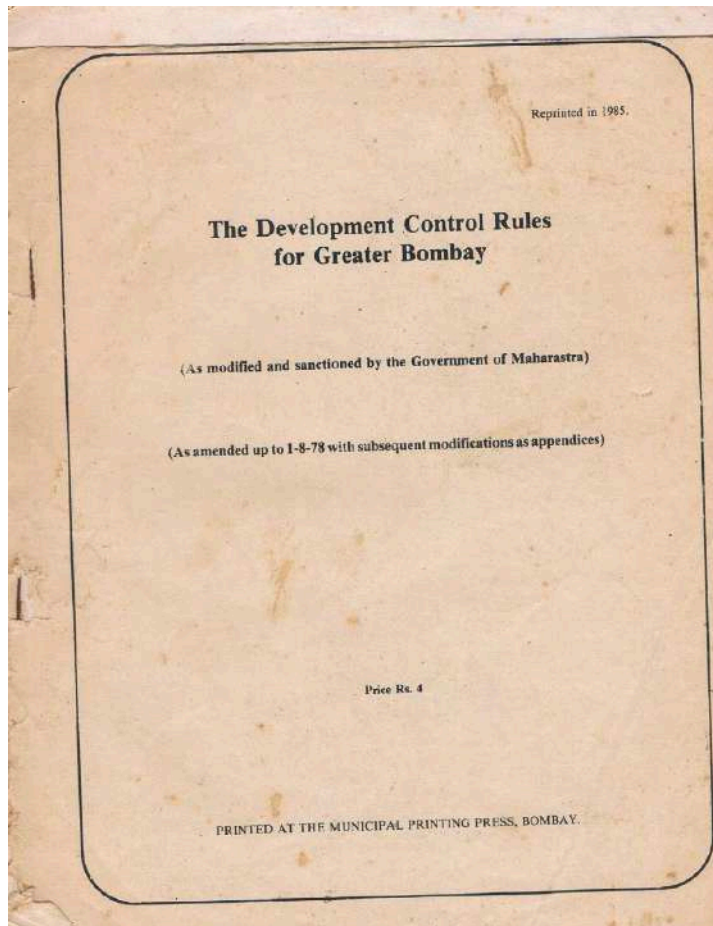 Reprinted in 1985.
The Development Control Rules
for Greater Bombay
(As modified and sanctioned by the Government of Maharastra)
(As amended up to 1-8-78 with subsequent modifications as appendices)
Price Rs. 4
PRINTED AT THE MUNICIPAL PRINTING PRESS, BOMBAY.